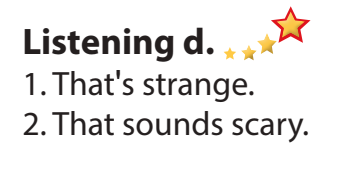 Listening d.
1. That's strange.
2. That sounds scary.